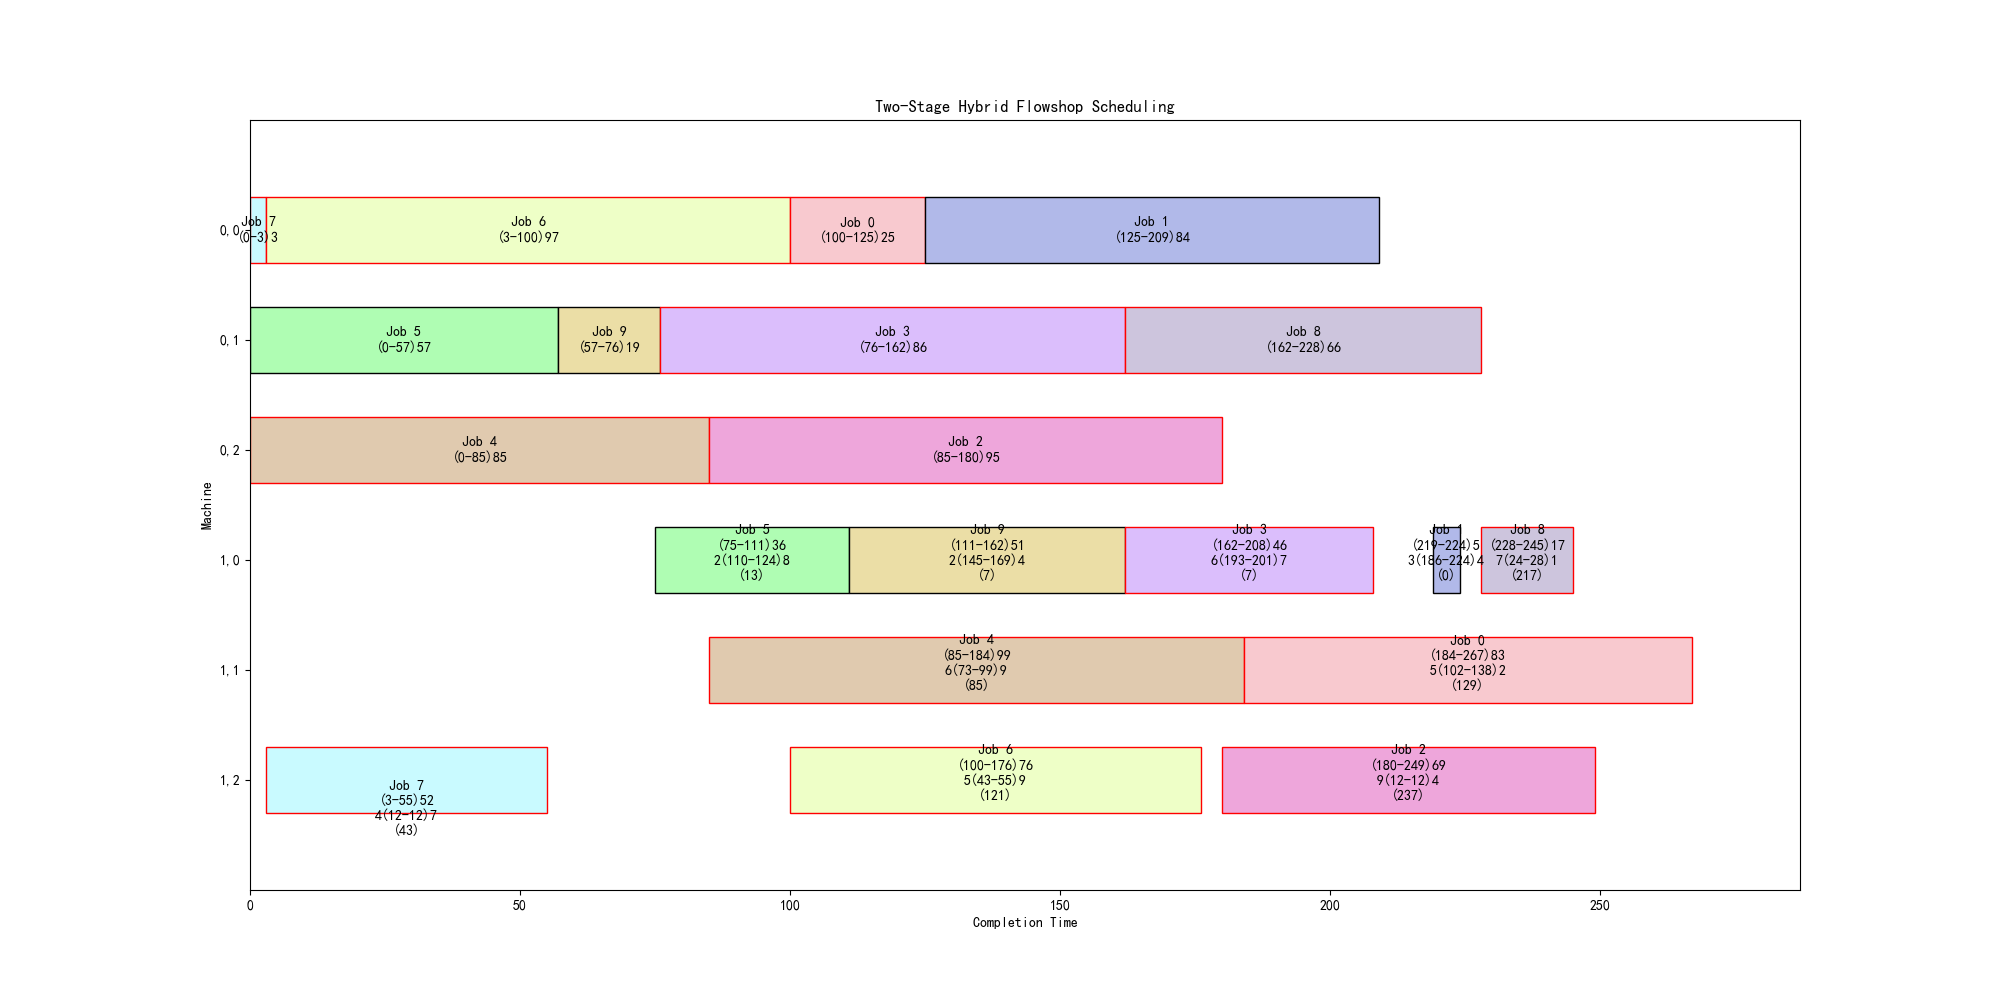 Two-Stage Hybrid Flowshop Scheduling
Machine
0,0
Job 7
(0-3)3
Job 6
(3-100)97
Job 0
(100-125)25
Job 1
(125-209)84
0,1
Job 5
(0-57)57
Job 9
(57-76)19
Job 3
(76-162)86
Job 8
(162-228)66
0,2
Job 4
(0-85)85
Job 2
(85-180)95
1,0
Job 5
(75-111)36
2(110-124)8
(13)
Job 9
(111-162)51
2(145-169)4
(7)
Job 3
(162-208)46
6(193-201)7
(7)
Job 1
(219-224)5
3(186-224)4
(0)
Job 8
(228-245)17
7(24-28)1
(217)
1,1
Job 4
(85-184)99
6(73-99)9
(85)
Job 0
(184-267)83
5(102-138)2
(129)
1,2
Job 7
(3-55)52
4(12-12)7
(43)
Job 6
(100-176)76
5(43-55)9
(121)
Job 2
(180-249)69
9(12-12)4
(237)
0
50
100
150
200
250
Completion Time